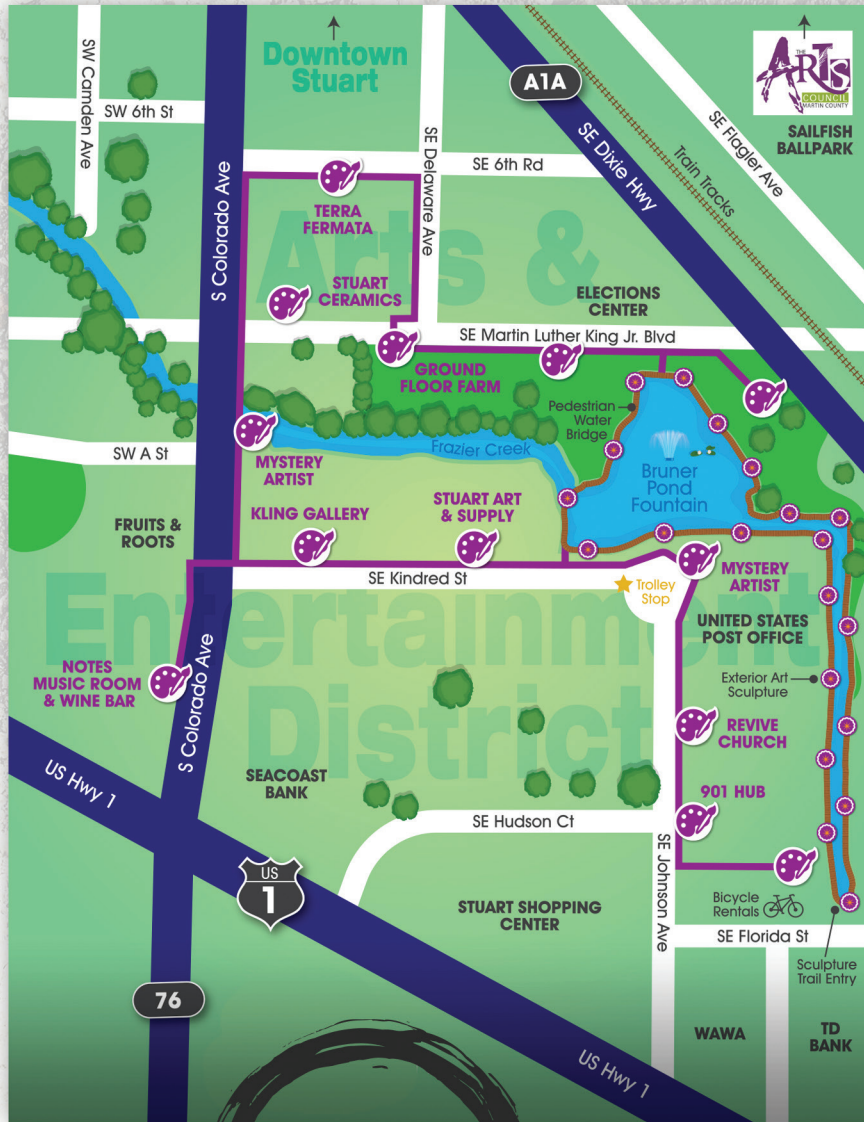 SW Camden Ave
Downtown
Stuart
A1A
THE
ARTS
COUNCIL
MARTIN COUNTY
SAILFISH
BALLPARK
SE Flagler Ave
Train Tracks
SE Dixie Hwy
SW 6th St
S Colorado Ave
SE Delaware Ave
SE 6th Rd
TERRA
FERMATA
Arts &
STUART
CERAMICS
ELECTIONS
CENTER
SE Martin Luther King Jr. Blvd
GROUND
FLOOR FARM
Pedestrian
Water
Bridge
Frazier Creek
Bruner
Pond
Fountain
SW A St
MYSTERY
ARTIST
KLING GALLERY
STUART ART
& SUPPLY
FRUITS &
ROOTS
SE Kindred St
Trolley
Stop
MYSTERY
ARTIST
UNITED STATES
POST OFFICE
Entertainment
District
NOTES
MUSIC ROOM
& WINE BAR
S Colorado Ave
Exterior Art
Sculpture
REVIVE
CHURCH
US Hwy 1
SEACOAST
BANK
901 HUB
SE Hudson Ct
SE Johnson Ave
US
1
STUART SHOPPING
CENTER
Bicycle
Rentals
SE Florida St
Sculpture
Trail Entry
76
WAWA
TD
BANK
US Hwy 1